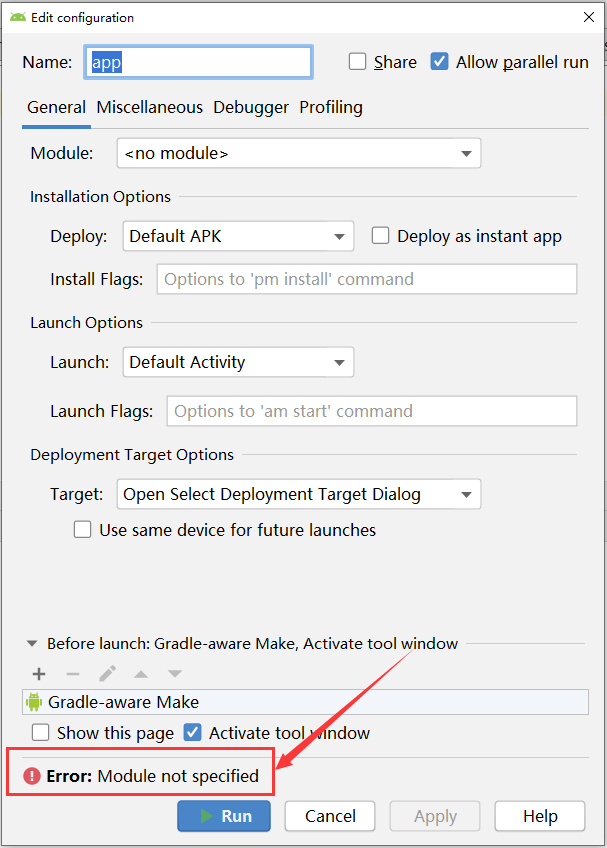 Edit configuration
Name: app Share Allow parallel run
General Miscellaneous Debugger Profiling
Module: <no module>
Installation Options
Deploy: Default APK Deploy as instant app
Install Flags: Options to 'pm install' command
Launch Options
Launch: Default Activity
Launch Flags: Options to 'am start' command
Deployment Target Options
Target: Open Select Deployment Target Dialog
Use same device for future launches
Before launch: Gradle-aware Make, Activate tool window
Gradle-aware Make
Show this page Activate tool window
Error: Module not specified
Run Cancel Apply Help